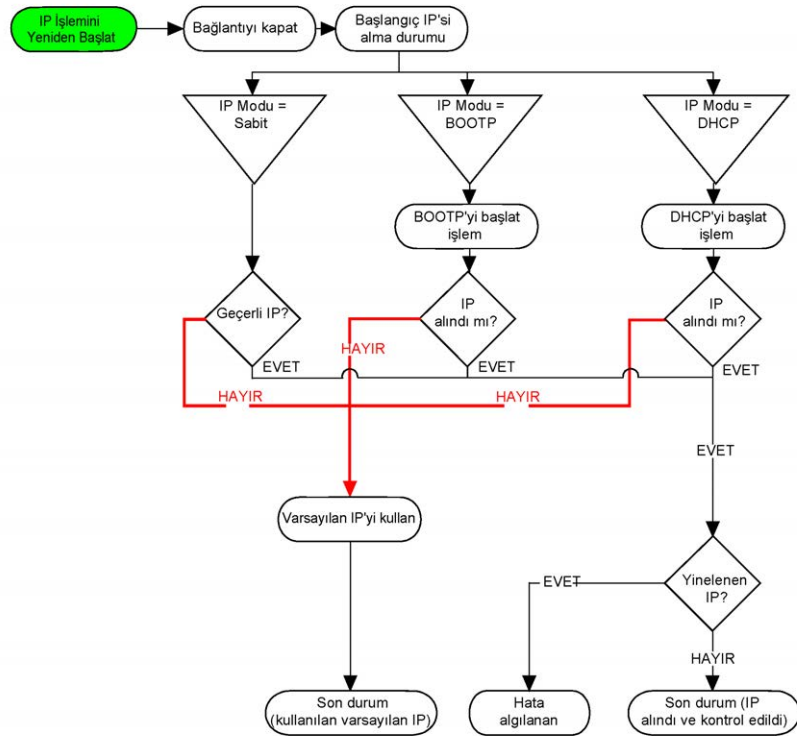 IP İşlemini
Yeniden Başlat
Bağlantıyı kapat
Başlangıç IP'si
alma durumu
IP Modu =
Sabit
IP Modu =
BOOTP
IP Modu =
DHCP
BOOTP'yi başlat
işlem
DHCP'yi başlat
işlem
Geçerli IP?
IP
alındı mı?
IP
alındı mı?
HAYIR
EVET
EVET
EVET
HAYIR
HAYIR
EVET
Varsayılan IP'yi kullan
EVET
Yinelenen
IP?
HAYIR
Son durum
(kullanılan varsayılan IP)
Hata
algılanan
Son durum (IP
alındı ve kontrol edildi)